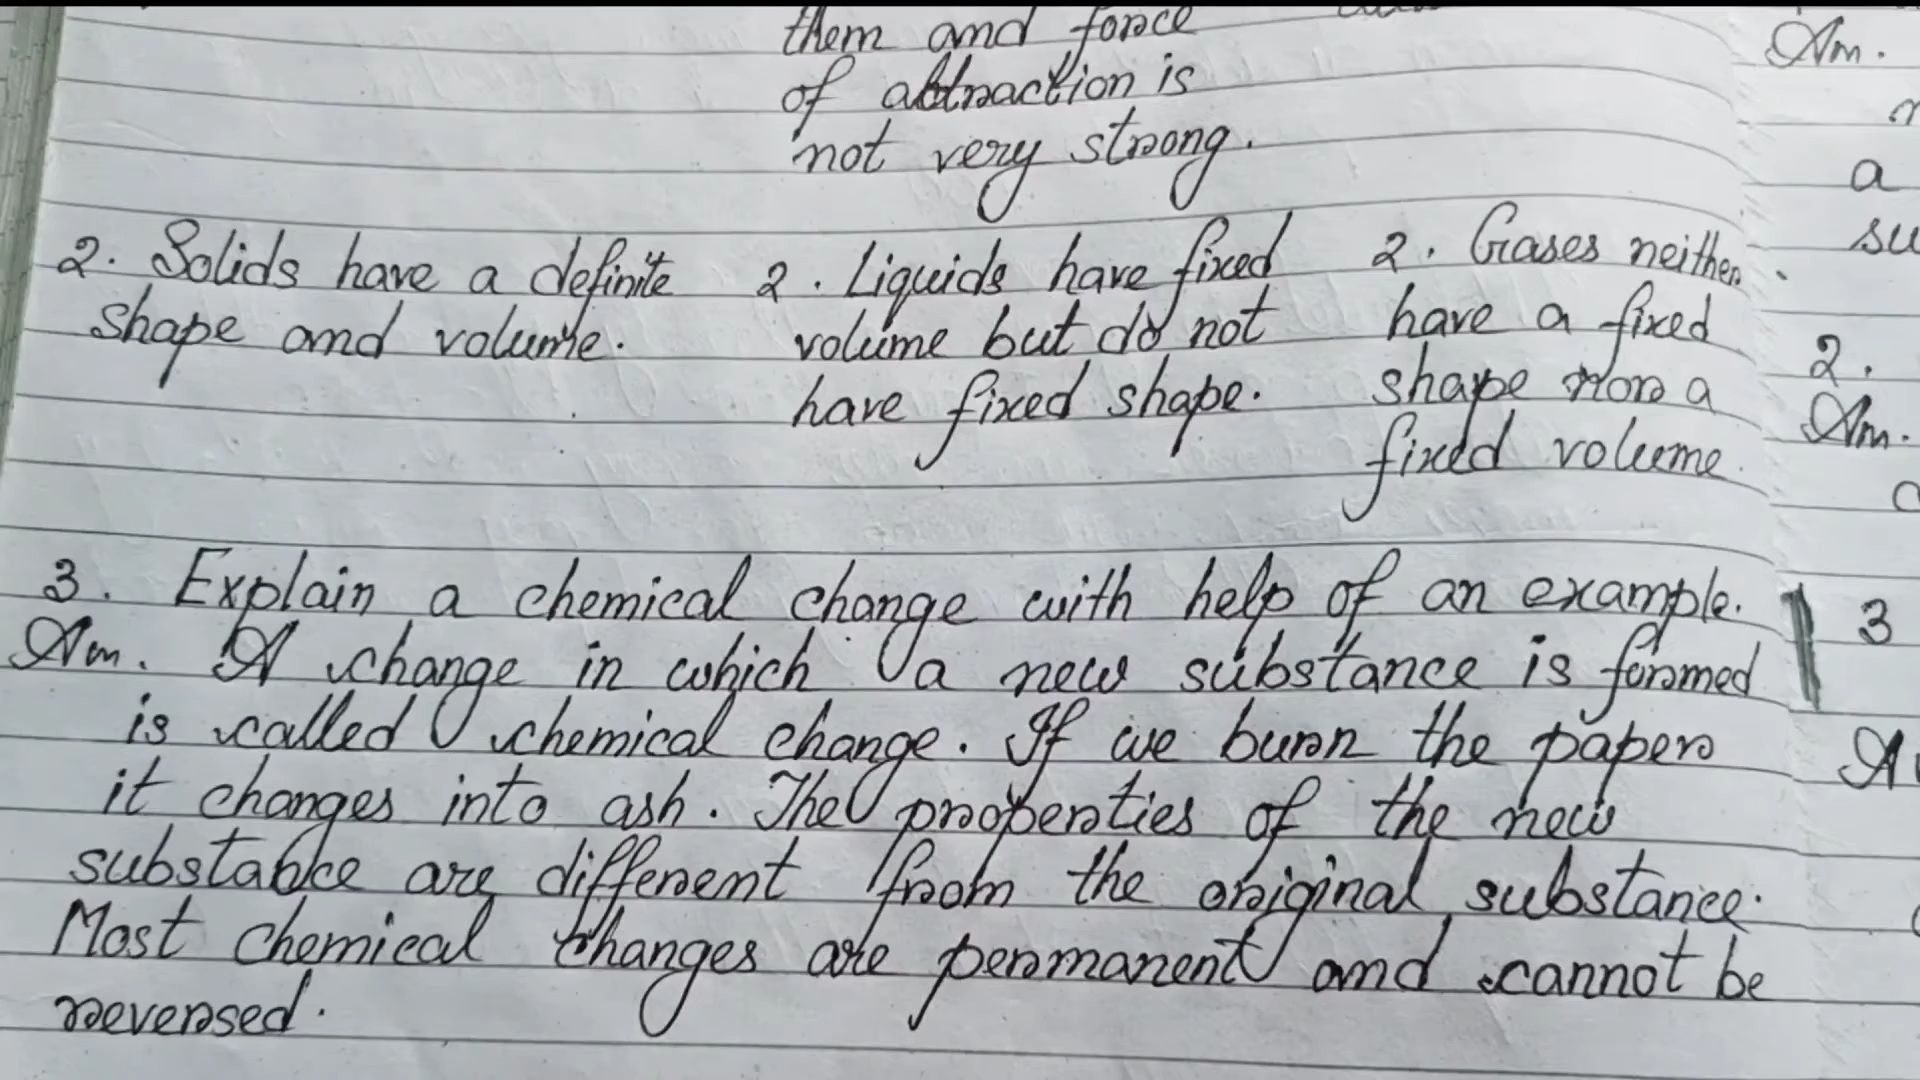 them and force
of attraction is
not very strong.
2. Solids have a definite
shape and volume.
2. Liquids have fixed
volume but do not
have fixed shape.
2. Gases neither
have a fixed
shape nor a
fixed volume
3. Explain a chemical change with help of an example.
Ans. A change in which a new substance is formed
is called chemical change. If we burn the paper
it changes into ash. The properties of the new
substance are different from the original substance.
Most chemical changes are permanent and cannot be
reversed.
Ans.
a
su
2.
Ans.
3